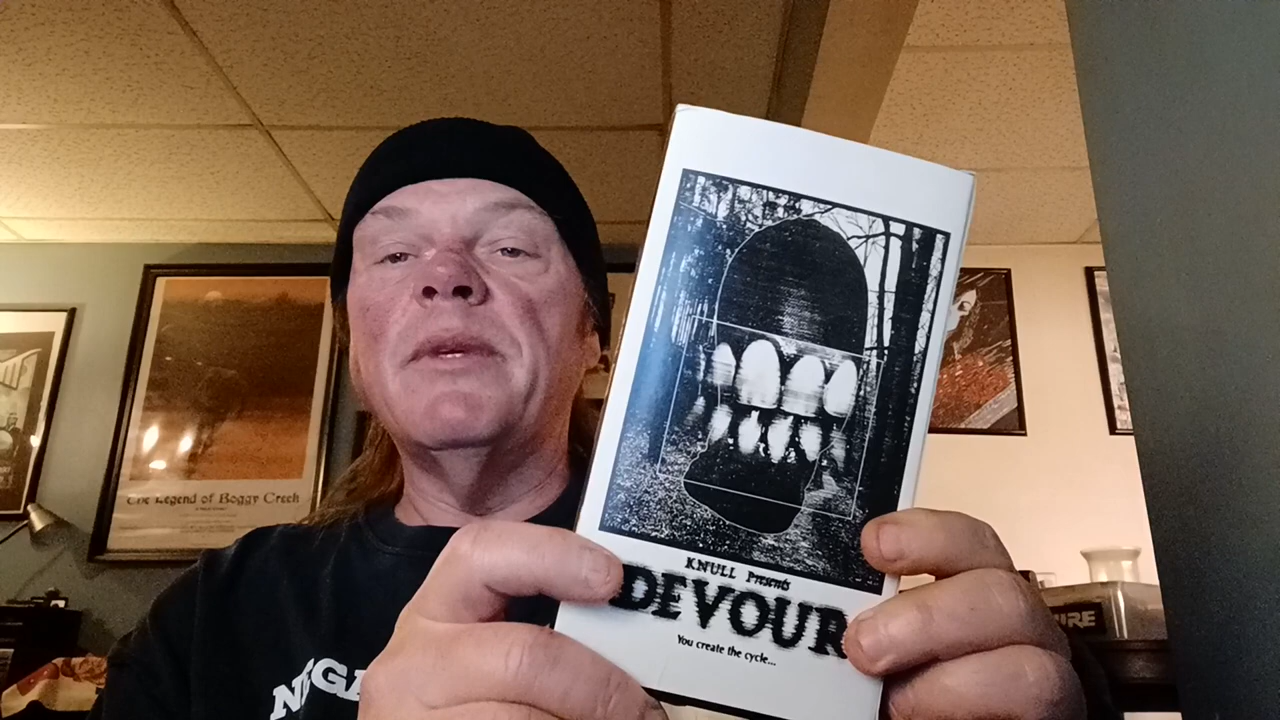 The Legend of Boggy Creek
KNULL Presents
DEVOUR
You create the cycle...